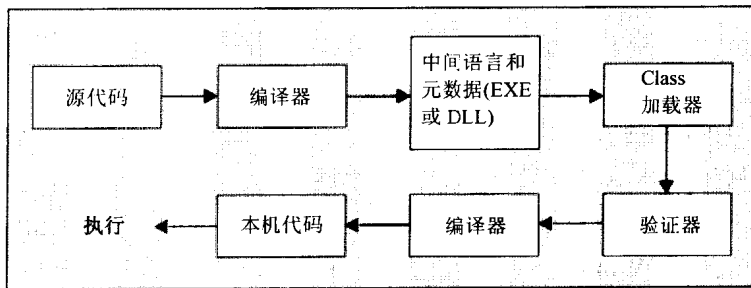 源代码
编译器
中间语言和
元数据(EXE
或 DLL)
Class
加载器
执行
本机代码
编译器
验证器